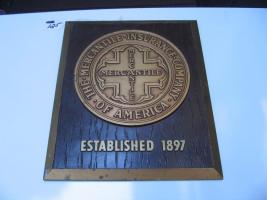 THE MERCANTILE INSURANCE COMPANY
OF AMERICA
MERCANTILE
ESTABLISHED 1897